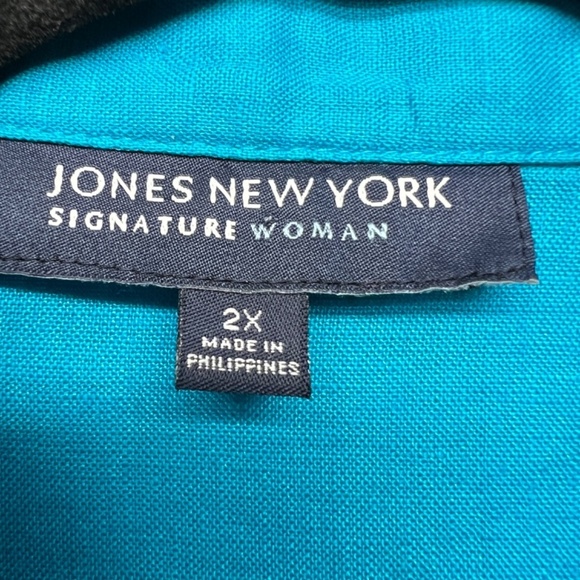 JONES NEW YORK
SIGNATURE WOMAN
2X
MADE IN
PHILIPPINES